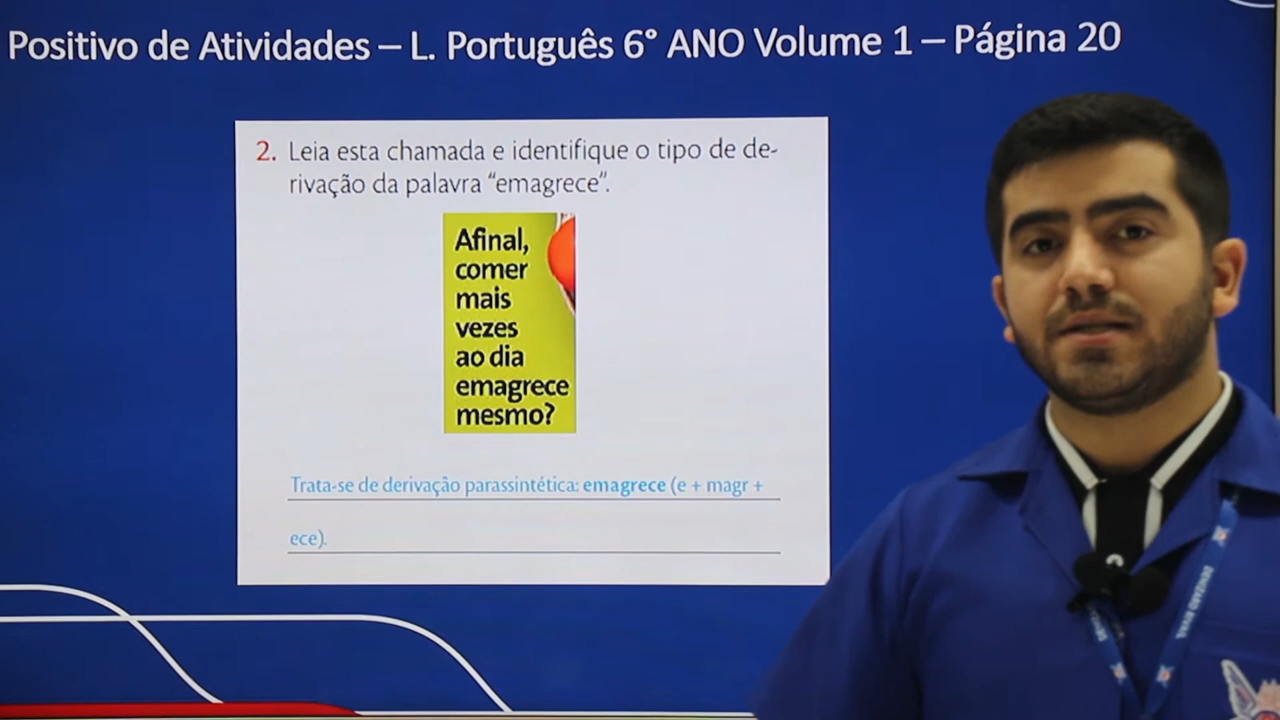 Positivo de Atividades – L. Português 6° ANO Volume 1 – Página 20
2. Leia esta chamada e identifique o tipo de de-
rivação da palavra "emagrece".
Afinal,
comer
mais
vezes
ao dia
emagrece
mesmo?
Trata-se de derivação parassintética: emagrece (e + magr +
ece).